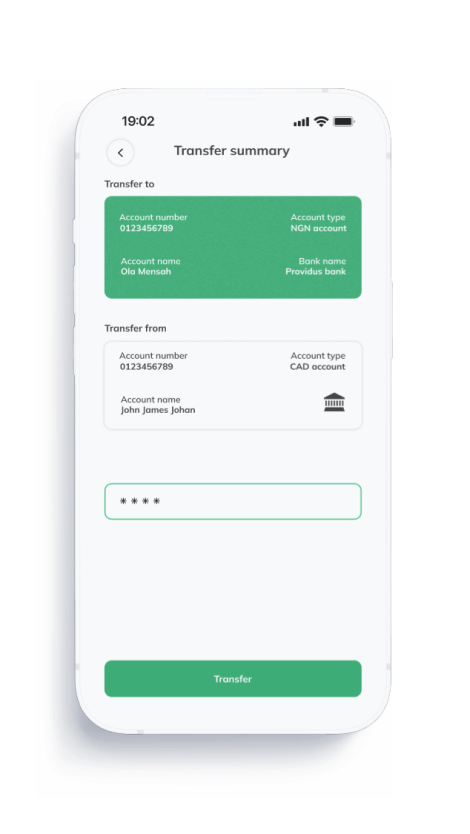 19:02
Transfer summary
Transfer to
Account number Account type
0123456789 NGN account
Account name Bank name
Ola Mensah Providus bank
Transfer from
Account number Account type
0123456789 CAD account
Account name
John James Johan
****
Transfer